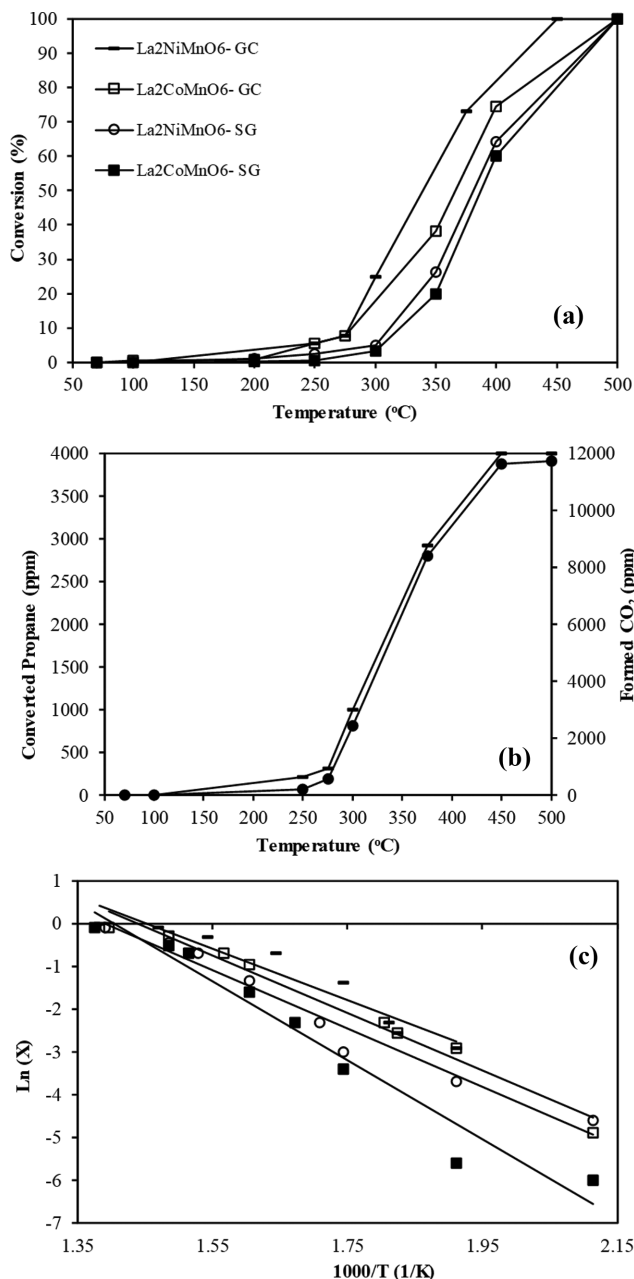 100
90
80
70
60
50
40
30
20
10
0
Conversion (%)
La2NiMnO6- GC
La2CoMnO6- GC
La2NiMnO6- SG
La2CoMnO6- SG
(a)
50 100 150 200 250 300 350 400 450 500
Temperature (°C)
4000
3500
3000
2500
2000
1500
1000
500
0
Converted Propane (ppm)
12000
10000
8000
6000
4000
2000
0
Formed CO, (ppm)
(b)
50 100 150 200 250 300 350 400 450 500
Temperature (°C)
1
0
-1
-2
-3
-4
-5
-6
-7
Ln (X)
(c)
1.35 1.55 1.75 1.95 2.15
1000/T (1/K)